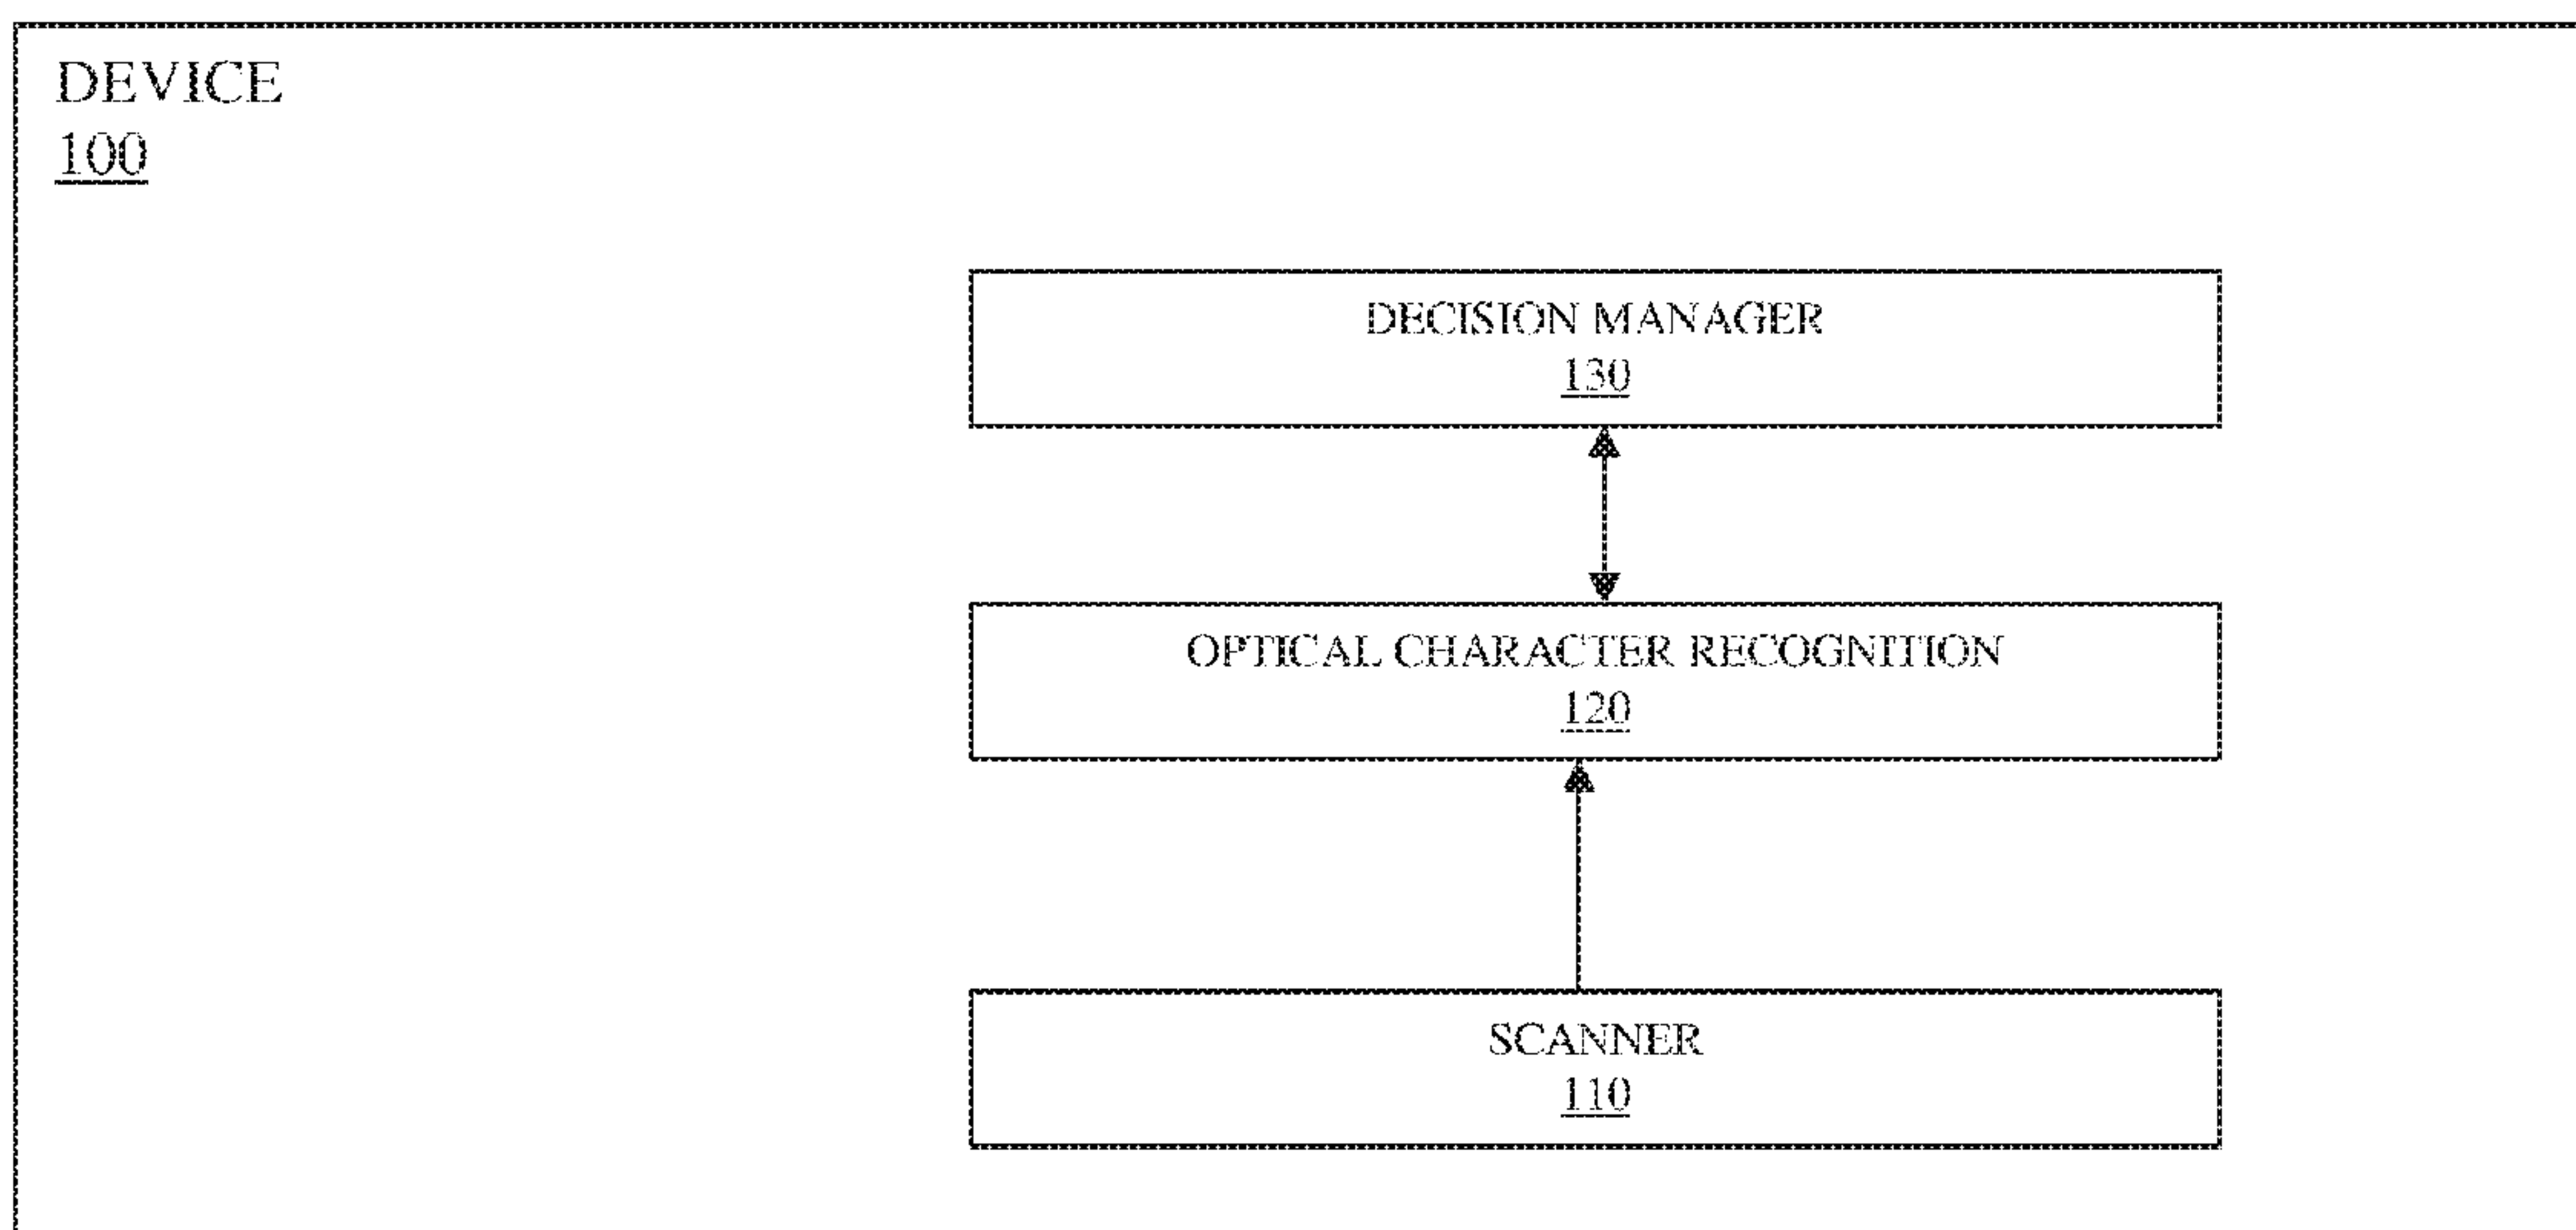 DEVICE
100
DECISION MANAGER
130
OPTICAL CHARACTER RECOGNITION
120
SCANNER
110